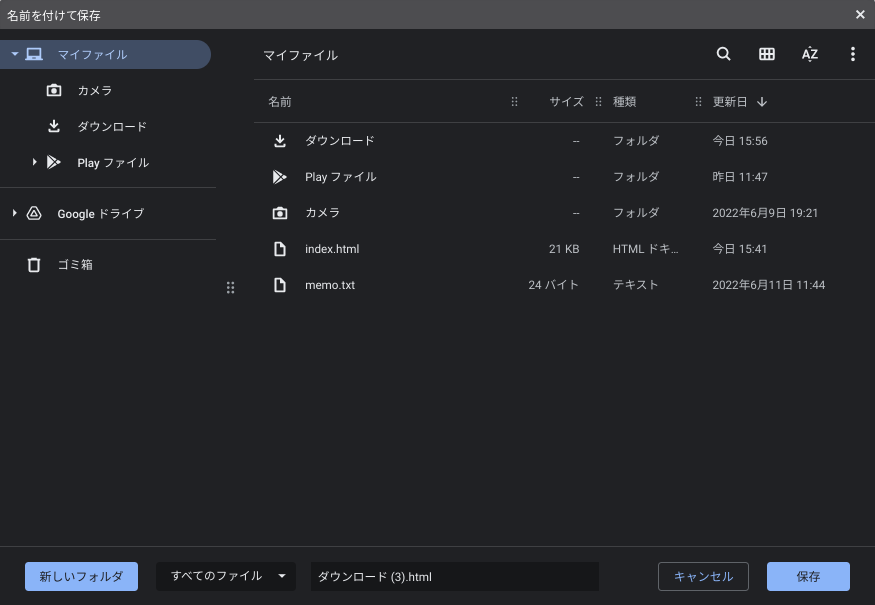 名前を付けて保存
マイファイル
カメラ
ダウンロード
Play ファイル
Google ドライブ
ゴミ箱
マイファイル
AZ
名前 サイズ 種類 更新日
ダウンロード -- フォルダ 今日 15:56
Play ファイル -- フォルダ 昨日 11:47
カメラ -- フォルダ 2022年6月9日 19:21
index.html 21 KB HTML ドキ... 今日 15:41
memo.txt 24 バイト テキスト 2022年6月11日 11:44
新しいフォルダ すべてのファイル ダウンロード (3).html キャンセル 保存